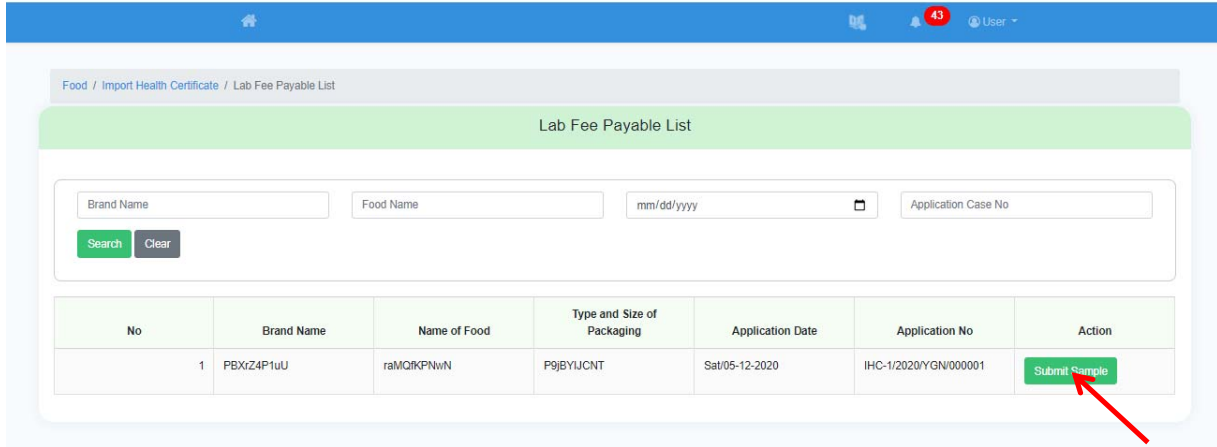 43 User
Food / Import Health Certificate / Lab Fee Payable List
Lab Fee Payable List
Brand Name Food Name mm/dd/yyyy Application Case No
Search Clear
No Brand Name Name of Food Type and Size of Packaging Application Date Application No Action
1 PBXrZ4P1uU raMQfKPNwN P9jBYIJCNT Sat/05-12-2020 IHC-1/2020/YGN/000001 Submit Sample